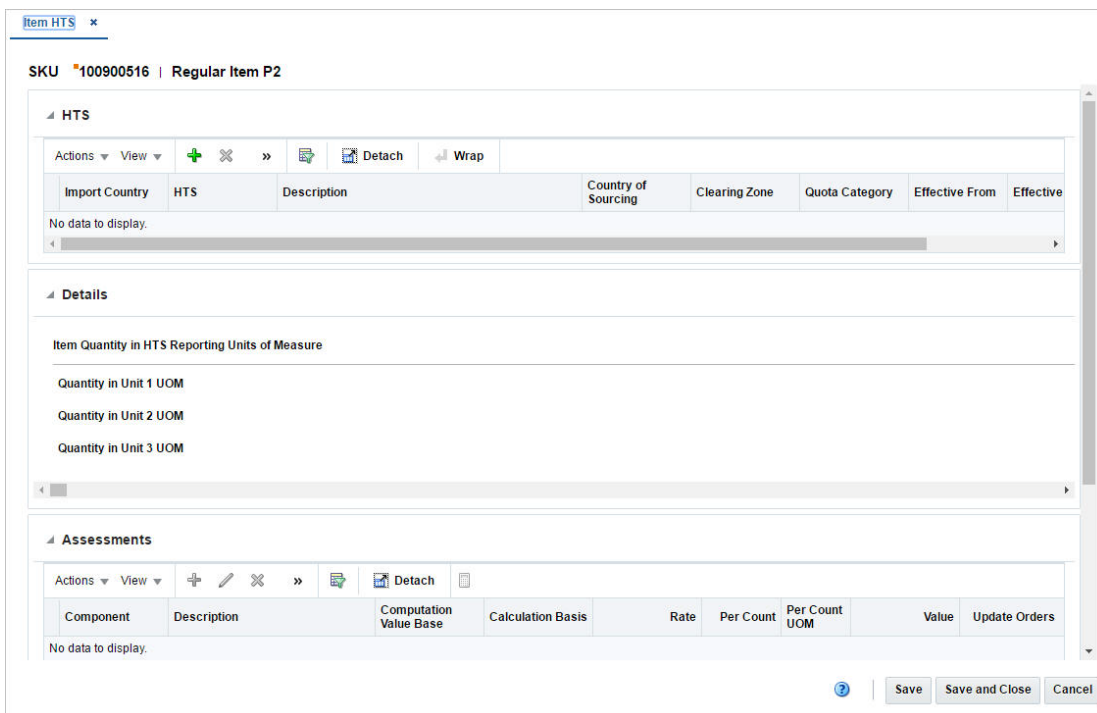 Item HTS ×
SKU 100900516 | Regular Item P2
HTS
Actions View » Detach Wrap
Import Country HTS Description Country of Sourcing Clearing Zone Quota Category Effective From Effective
No data to display.
Details
Item Quantity in HTS Reporting Units of Measure
Quantity in Unit 1 UOM
Quantity in Unit 2 UOM
Quantity in Unit 3 UOM
Assessments
Actions View » Detach
Component Description Computation Value Base Calculation Basis Rate Per Count Per Count UOM Value Update Orders
No data to display.
? Save Save and Close Cancel